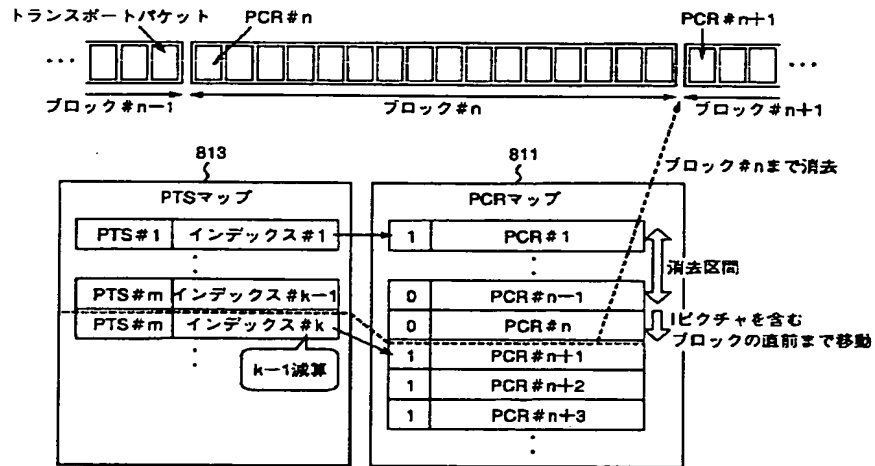 トランスポートパケット PCR#n PCR#n+1
... ...
ブロック#n-1 ブロック#n ブロック#n+1
813 811
ブロック#nまで消去
PTSマップ PCRマップ
PTS#1 インデックス#1 1 PCR#1
消去区間
PTS#m インデックス#k-1 0 PCR#n-1
PTS#m インデックス#k 0 PCR#n
Iピクチャを含む
ブロックの直前まで移動
1 PCR#n+1
k-1減算
1 PCR#n+2
1 PCR#n+3